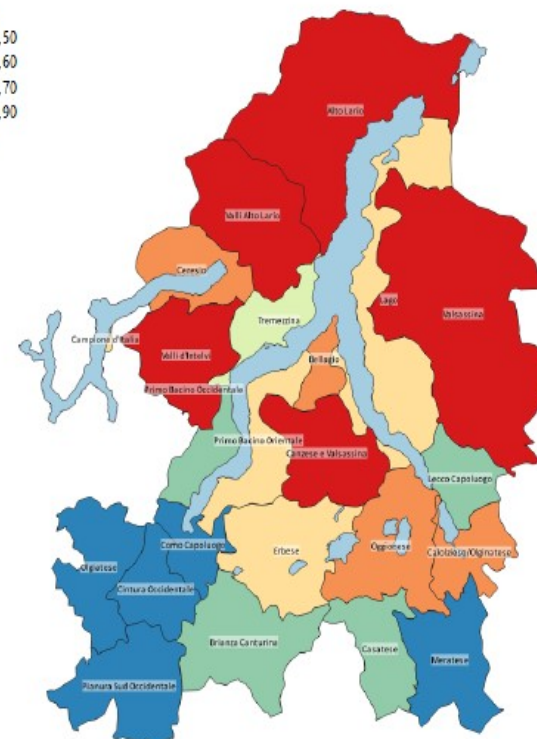 ,50
,60
,70
,90
Alto Lario
Valli Alto Lario
Ceresio
Lago
Valsassina
Tremezzina
Campione d'Italia
Valli d'Intelvi
Bellagio
Primo Bacino Occidentale
Primo Bacino Orientale
Canzese e Valsassina
Lecco Capoluogo
Como Capoluogo
Erbese
Oggionese
Calolziese/Olginatese
Olgiatese
Cintura Occidentale
Brianza Canturina
Casatese
Meratese
Pianura Sud Occidentale